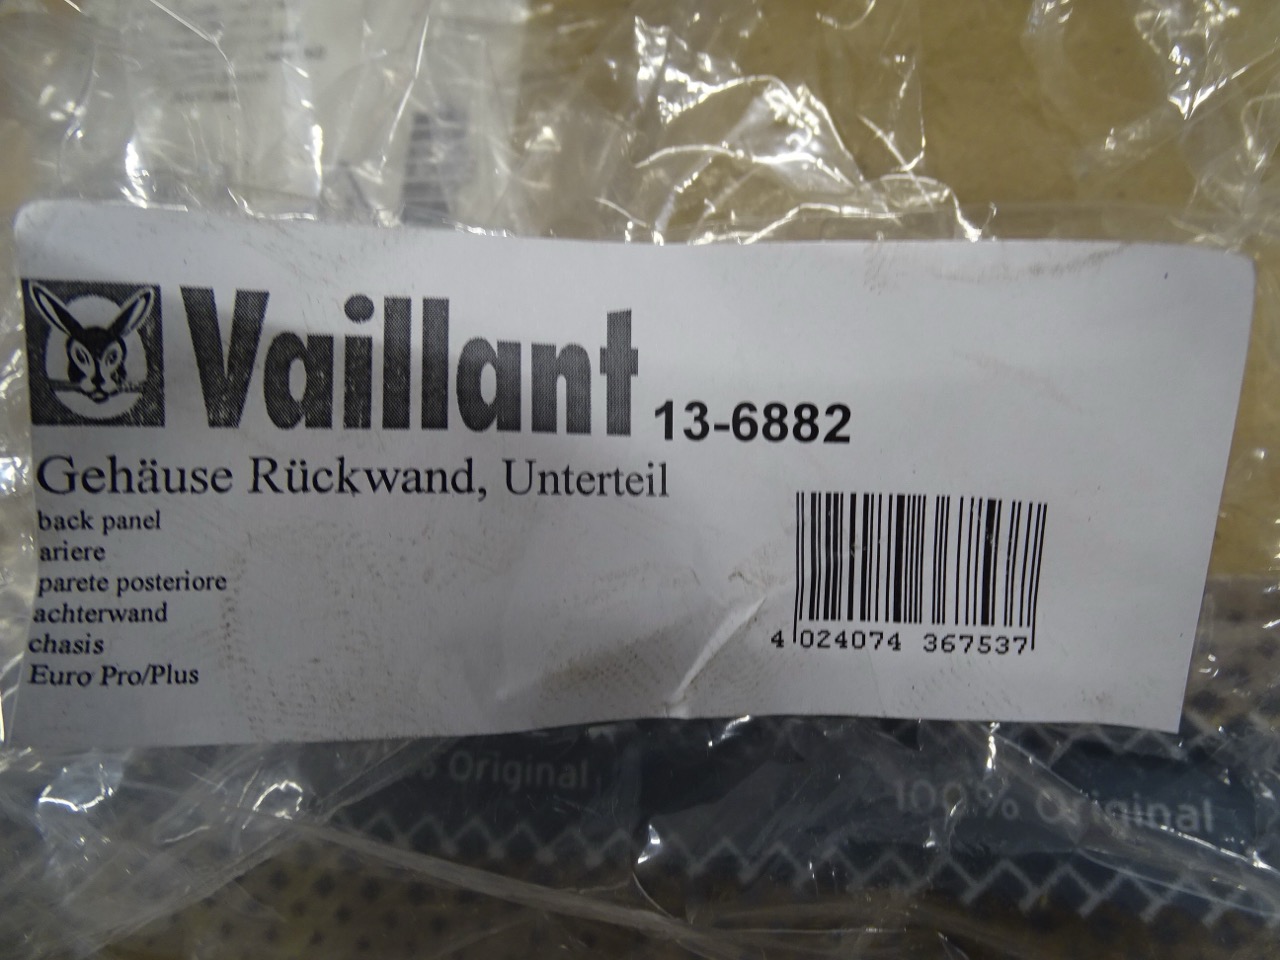 Vaillant 13-6882
Gehäuse Rückwand, Unterteil
back panel
ariere
parete posteriore
achterwand
chasis
Euro Pro/Plus
4 024074 367537
% Original
100% Original